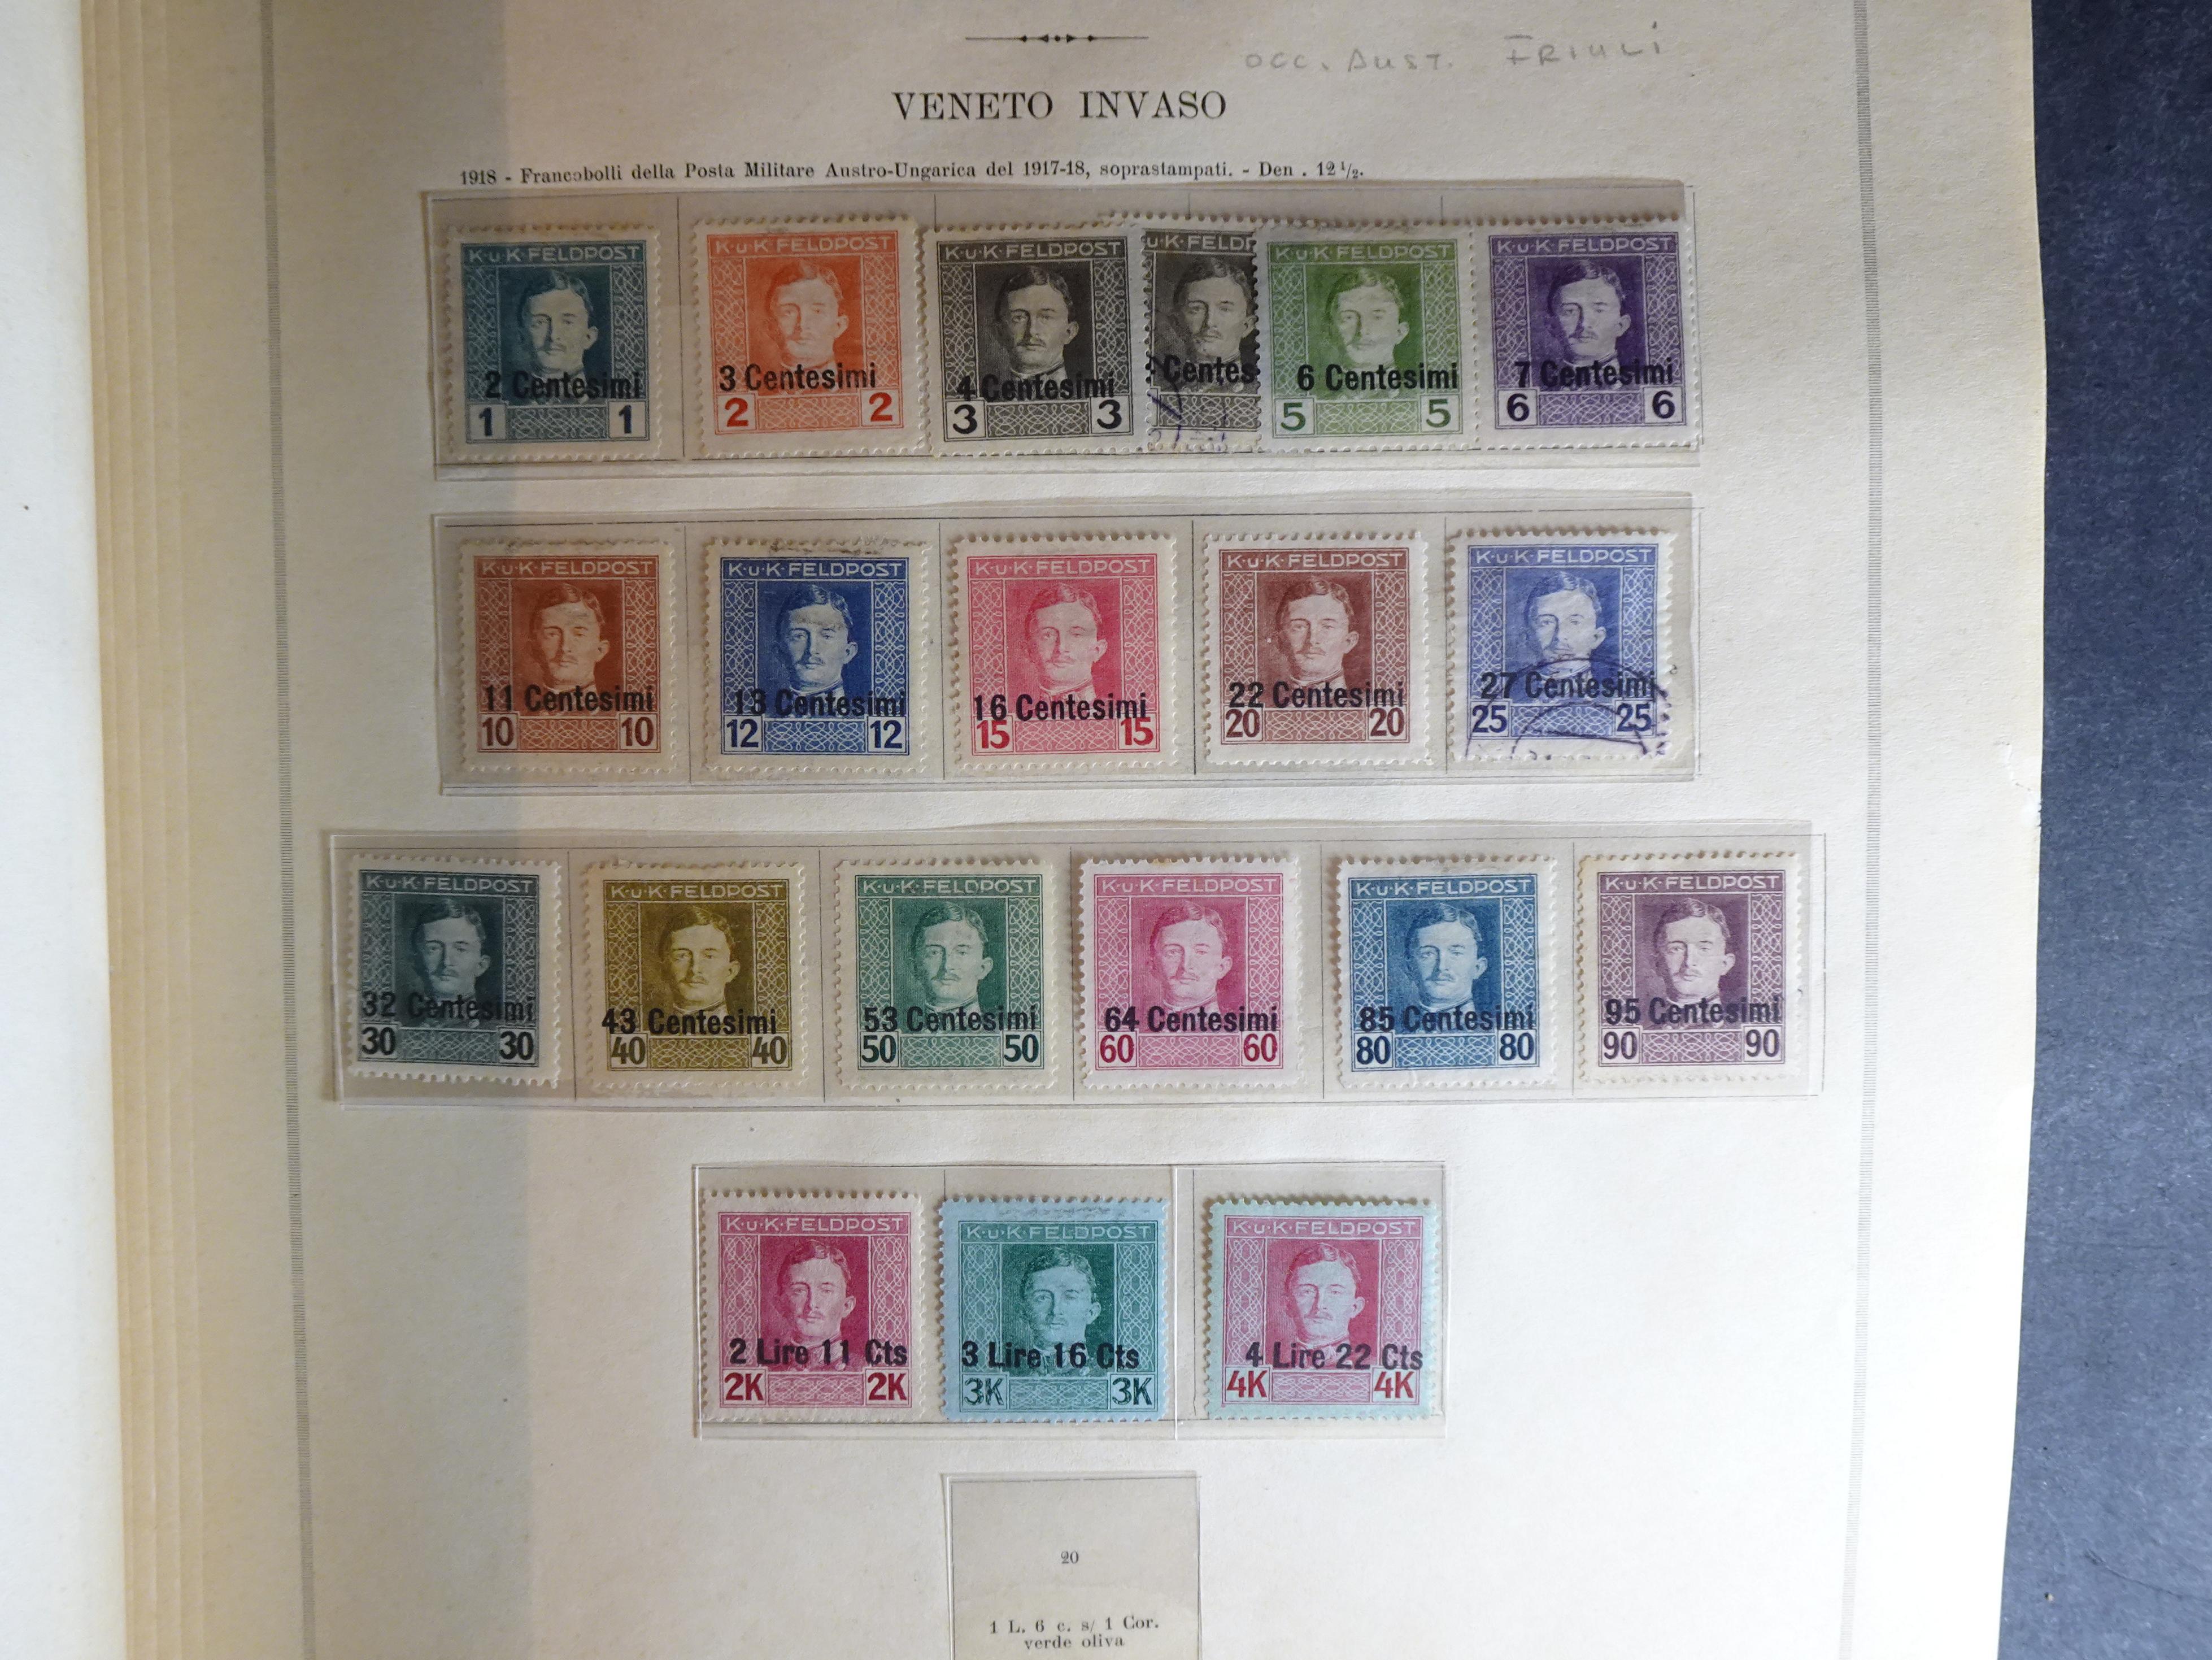 OCC. AUST. FRIULI
VENETO INVASO
1918 - Francobolli della Posta Militare Austro-Ungarica del 1917-18, soprastampati. - Den . 12 ½.
K·u·K·FELDPOST
2 Centesimi
1 1
K·u·K·FELDPOST
3 Centesimi
2 2
K·u·K·FELDPOST
4 Centesimi
3 3
Centes
K·u·K·FELDPOST
6 Centesimi
5 5
K·u·K·FELDPOST
7 Centesimi
6 6
K·u·K·FELDPOST
11 Centesimi
10 10
K·u·K·FELDPOST
13 Centesimi
12 12
K·u·K·FELDPOST
16 Centesimi
15 15
K·u·K·FELDPOST
22 Centesimi
20 20
K·u·K·FELDPOST
27 Centesimi
25 25
K·u·K·FELDPOST
32 Centesimi
30 30
K·u·K·FELDPOST
43 Centesimi
40 40
K·u·K·FELDPOST
53 Centesimi
50 50
K·u·K·FELDPOST
64 Centesimi
60 60
K·u·K·FELDPOST
85 Centesimi
80 80
K·u·K·FELDPOST
95 Centesimi
90 90
K·u·K·FELDPOST
2 Lire 11 Cts
2K 2K
K·u·K·FELDPOST
3 Lire 16 Cts
3K 3K
K·u·K·FELDPOST
4 Lire 22 Cts
4K 4K
20
1 L. 6 c. s/ 1 Cor.
verde oliva